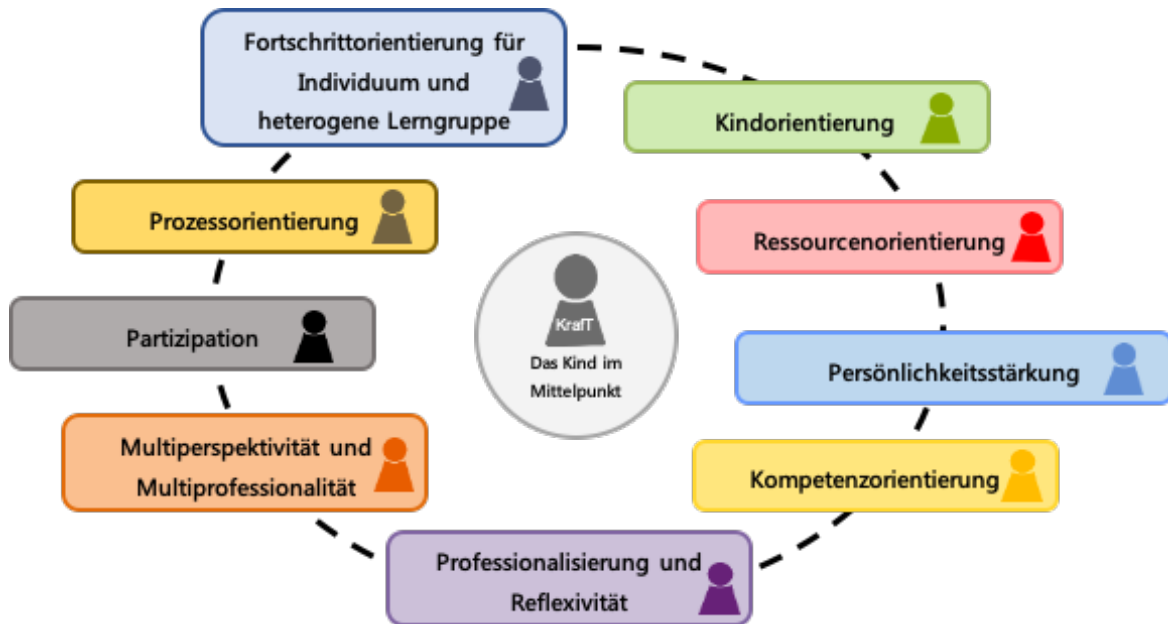 Fortschrittorientierung für
Individuum und
heterogene Lerngruppe
Kindorientierung
Prozessorientierung
Ressourcenorientierung
KrafT
Das Kind im
Mittelpunkt
Partizipation
Persönlichkeitsstärkung
Multiperspektivität und
Multiprofessionalität
Kompetenzorientierung
Professionalisierung und
Reflexivität